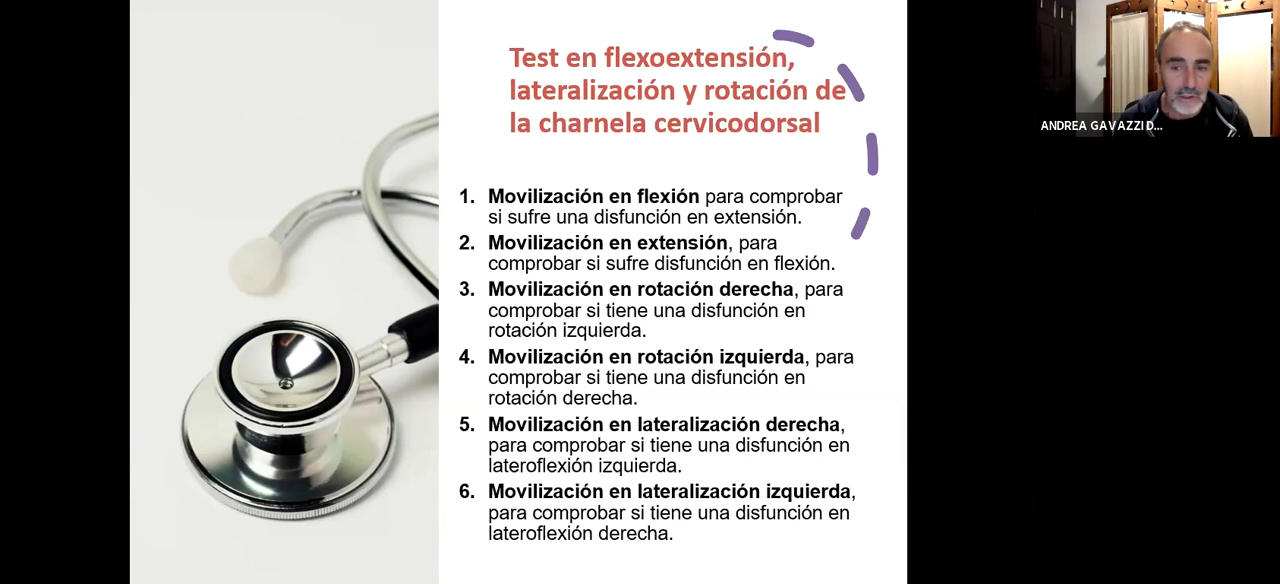 Test en flexoextensión,
lateralización y rotación de
la charnela cervicodorsal
1. Movilización en flexión para comprobar
si sufre una disfunción en extensión.
2. Movilización en extensión, para
comprobar si sufre disfunción en flexión.
3. Movilización en rotación derecha, para
comprobar si tiene una disfunción en
rotación izquierda.
4. Movilización en rotación izquierda, para
comprobar si tiene una disfunción en
rotación derecha.
5. Movilización en lateralización derecha,
para comprobar si tiene una disfunción en
lateroflexión izquierda.
6. Movilización en lateralización izquierda,
para comprobar si tiene una disfunción en
lateroflexión derecha.
ANDREA GAVAZZI D...